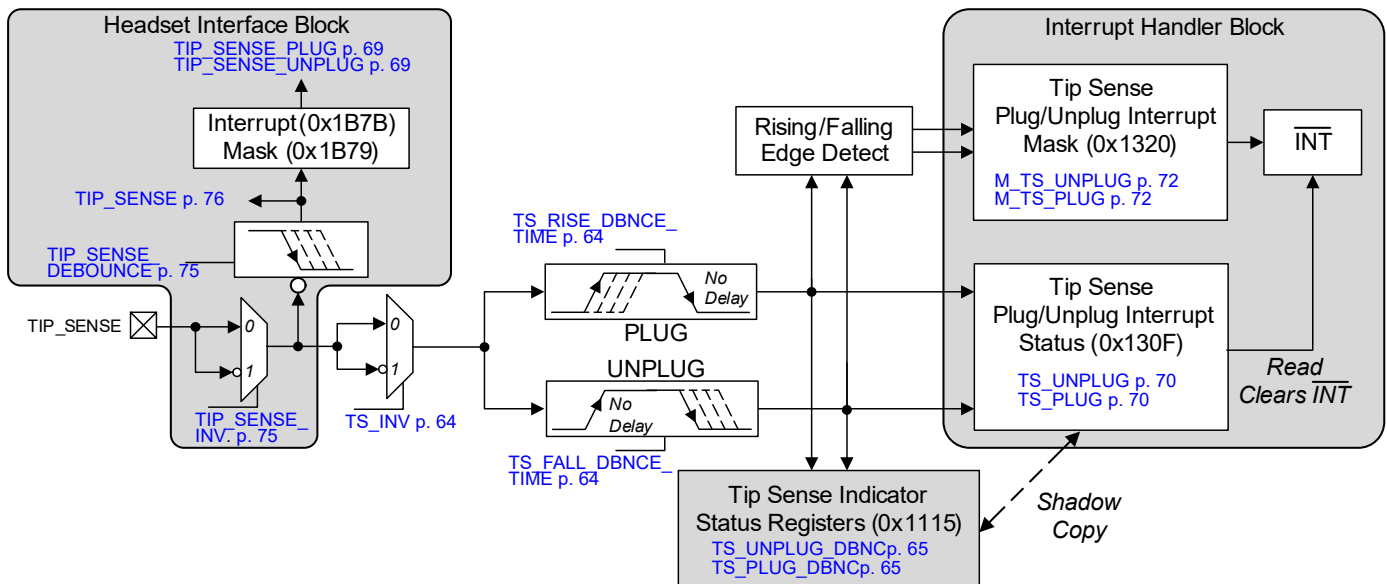 Headset Interface Block
TIP_SENSE_PLUG p. 69
TIP_SENSE_UNPLUG p. 69
Interrupt (0x1B7B)
Mask (0x1B79)
TIP_SENSE p. 76
TIP_SENSE_
DEBOUNCE p. 75
TIP_SENSE
0
1
TIP_SENSE_
INV. p. 75
0
1
TS_INV p. 64
TS_RISE_DBNCE_
TIME p. 64
No
Delay
PLUG
UNPLUG
No
Delay
TS_FALL_DBNCE_
TIME p. 64
Rising/Falling
Edge Detect
Tip Sense Indicator
Status Registers (0x1115)
TS_UNPLUG_DBNCp. 65
TS_PLUG_DBNCp. 65
Shadow
Copy
Interrupt Handler Block
Tip Sense
Plug/Unplug Interrupt
Mask (0x1320)
M_TS_UNPLUG p. 72
M_TS_PLUG p. 72
INT
Tip Sense
Plug/Unplug Interrupt
Status (0x130F)
TS_UNPLUG p. 70
TS_PLUG p. 70
Read
Clears INT